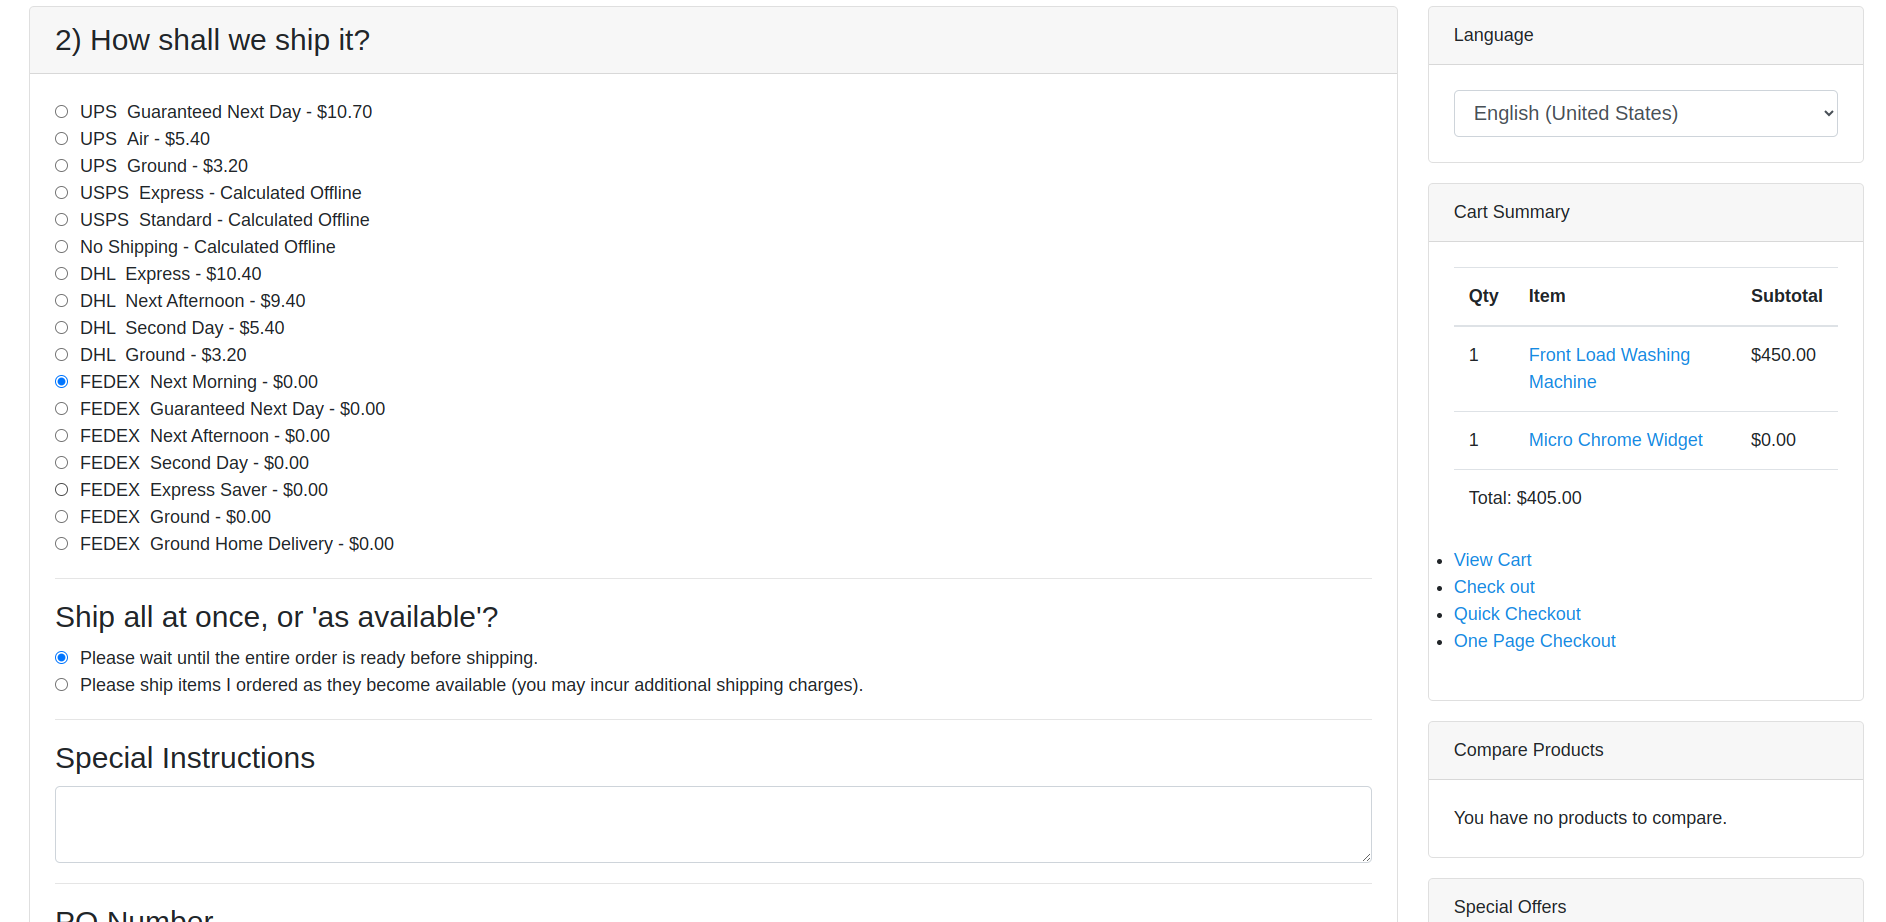 2) How shall we ship it?
UPS  Guaranteed Next Day - $10.70
UPS  Air - $5.40
UPS  Ground - $3.20
USPS  Express - Calculated Offline
USPS  Standard - Calculated Offline
No Shipping - Calculated Offline
DHL  Express - $10.40
DHL  Next Afternoon - $9.40
DHL  Second Day - $5.40
DHL  Ground - $3.20
FEDEX  Next Morning - $0.00
FEDEX  Guaranteed Next Day - $0.00
FEDEX  Next Afternoon - $0.00
FEDEX  Second Day - $0.00
FEDEX  Express Saver - $0.00
FEDEX  Ground - $0.00
FEDEX  Ground Home Delivery - $0.00
Ship all at once, or 'as available'?
Please wait until the entire order is ready before shipping.
Please ship items I ordered as they become available (you may incur additional shipping charges).
Special Instructions
PO Number
Language
English (United States)
Cart Summary
Qty Item Subtotal
1 Front Load Washing $450.00
Machine
1 Micro Chrome Widget $0.00
Total: $405.00
View Cart
Check out
Quick Checkout
One Page Checkout
Compare Products
You have no products to compare.
Special Offers